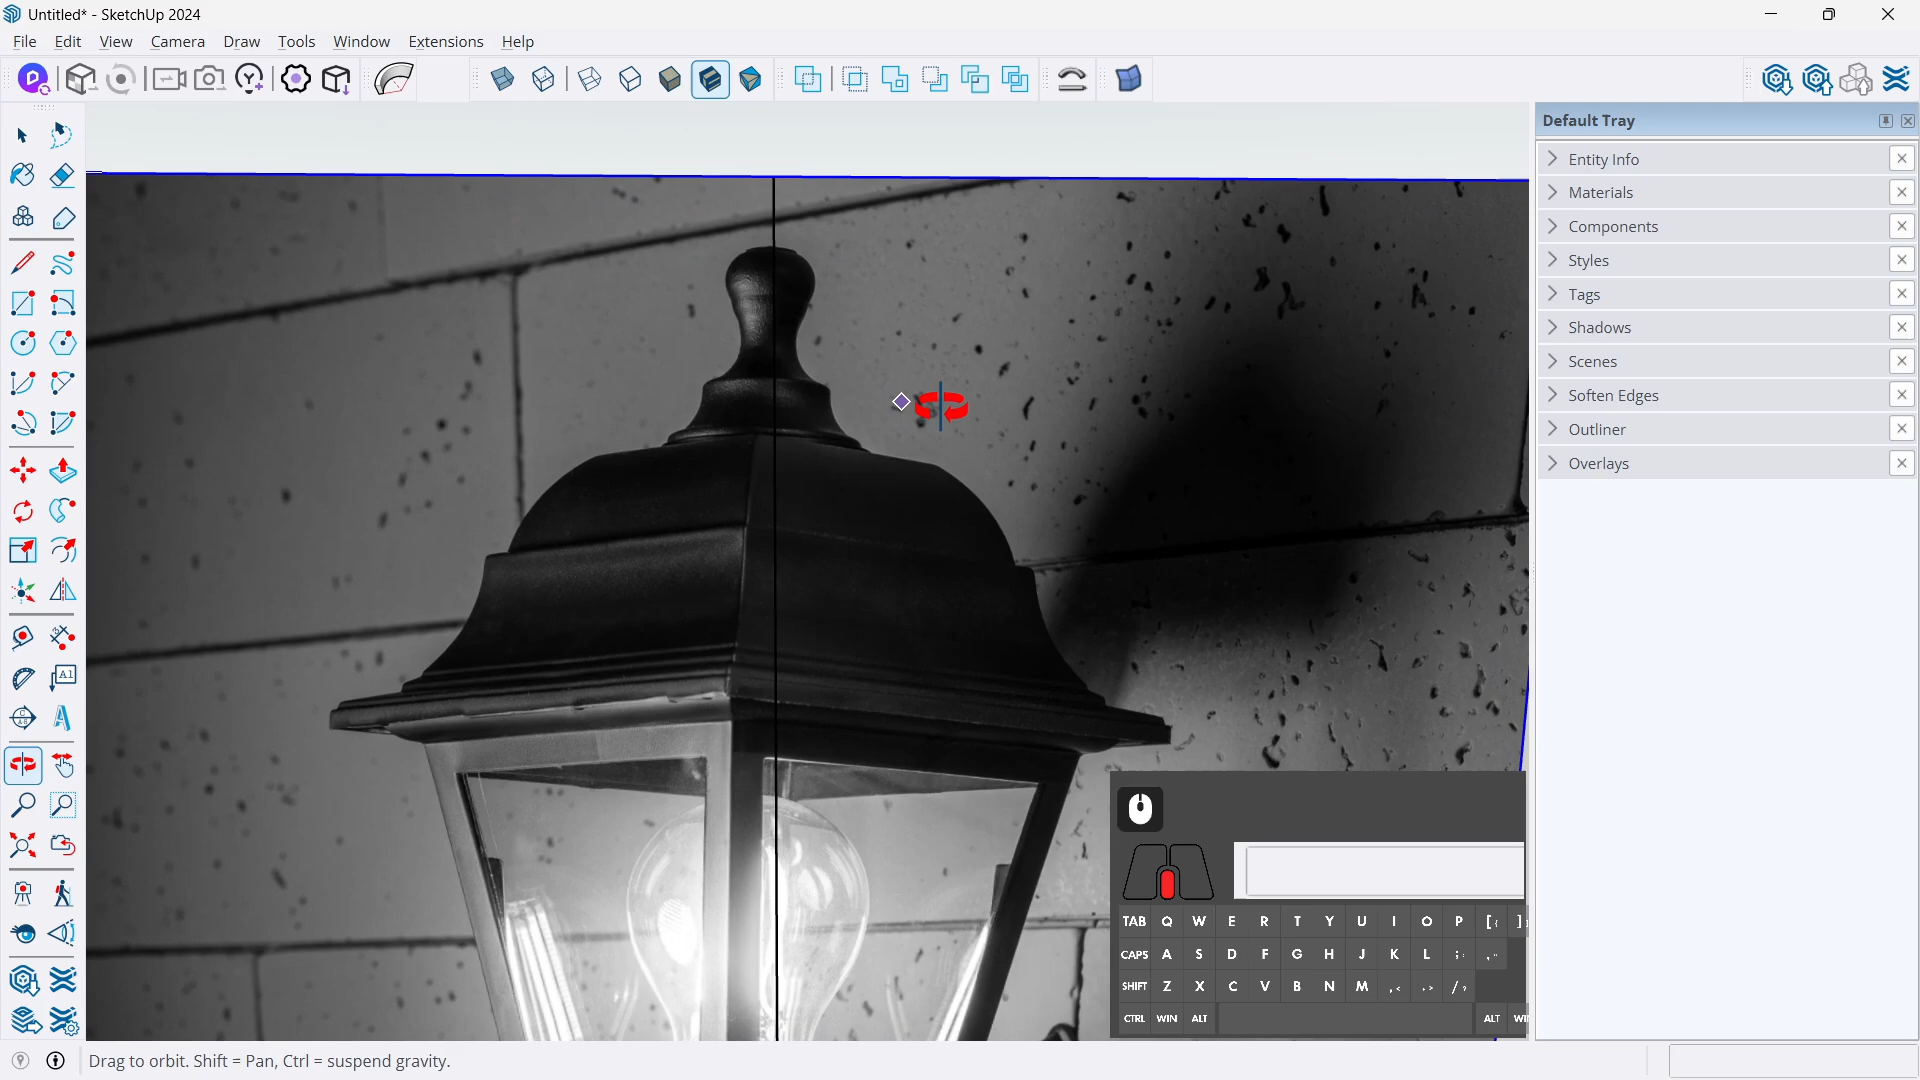 Untitled* - SketchUp 2024
File Edit View Camera Draw Tools Window Extensions Help
Default Tray
Entity Info
Materials
Components
Styles
Tags
Shadows
Scenes
Soften Edges
Outliner
Overlays
TAB Q W E R T Y U I O P [{ ]}
CAPS A S D F G H J K L ;: ,"
SHIFT Z X C V B N M ,< .> /?
CTRL WIN ALT ALT WI
Drag to orbit. Shift = Pan, Ctrl = suspend gravity.